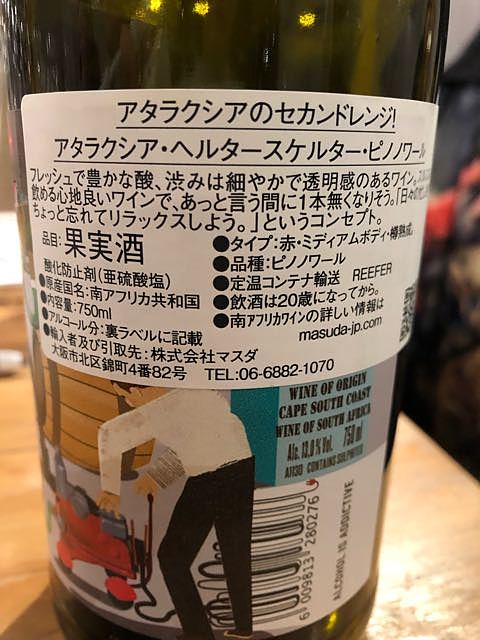 アタラクシアのセカンドレンジ!
アタラクシア・ヘルタースケルター・ピノノワール
フレッシュで豊かな酸、渋みは細やかで透明感のあるワイン。
飲める心地良いワインで、あっと言う間に1本無くなりそう。「日々の
ちょっと忘れてリラックスしよう。」というコンセプト。
品目:果実酒
酸化防止剤(亜硫酸塩)
●原産国名:南アフリカ共和国
●内容量:750ml
●アルコール分:裏ラベルに記載
●輸入者及び引取先:株式会社マスダ
大阪市北区錦町4番82号 TEL:06-6882-1070
●タイプ:赤・ミディアムボディ・樽熟成
●品種:ピノノワール
●定温コンテナ輸送 REEFER
●飲酒は20歳になってから。
●南アフリカワインの詳しい情報は
masuda-jp.com
WINE OF ORIGIN
CAPE SOUTH COAST
WINE OF SOUTH AFRICA
Alc. 13.0% Vol. 750 ml
A1130 CONTAINS SULPHITES
6009813280276
ALCOHOL IS ADDICTIVE